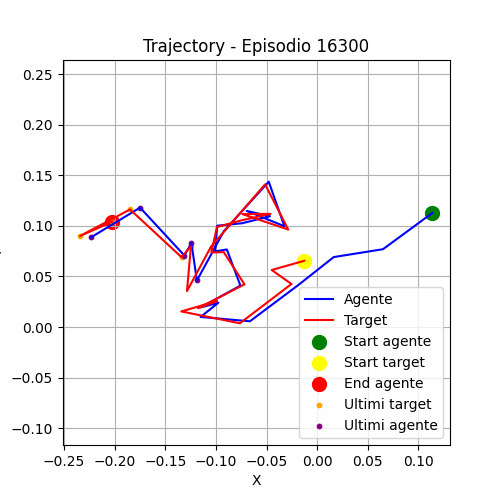 Trajectory - Episodio 16300
0.25
0.20
0.15
0.10
0.05
0.00
−0.05
−0.10
−0.25 −0.20 −0.15 −0.10 −0.05 0.00 0.05 0.10
X
Agente
Target
Start agente
Start target
End agente
Ultimi target
Ultimi agente